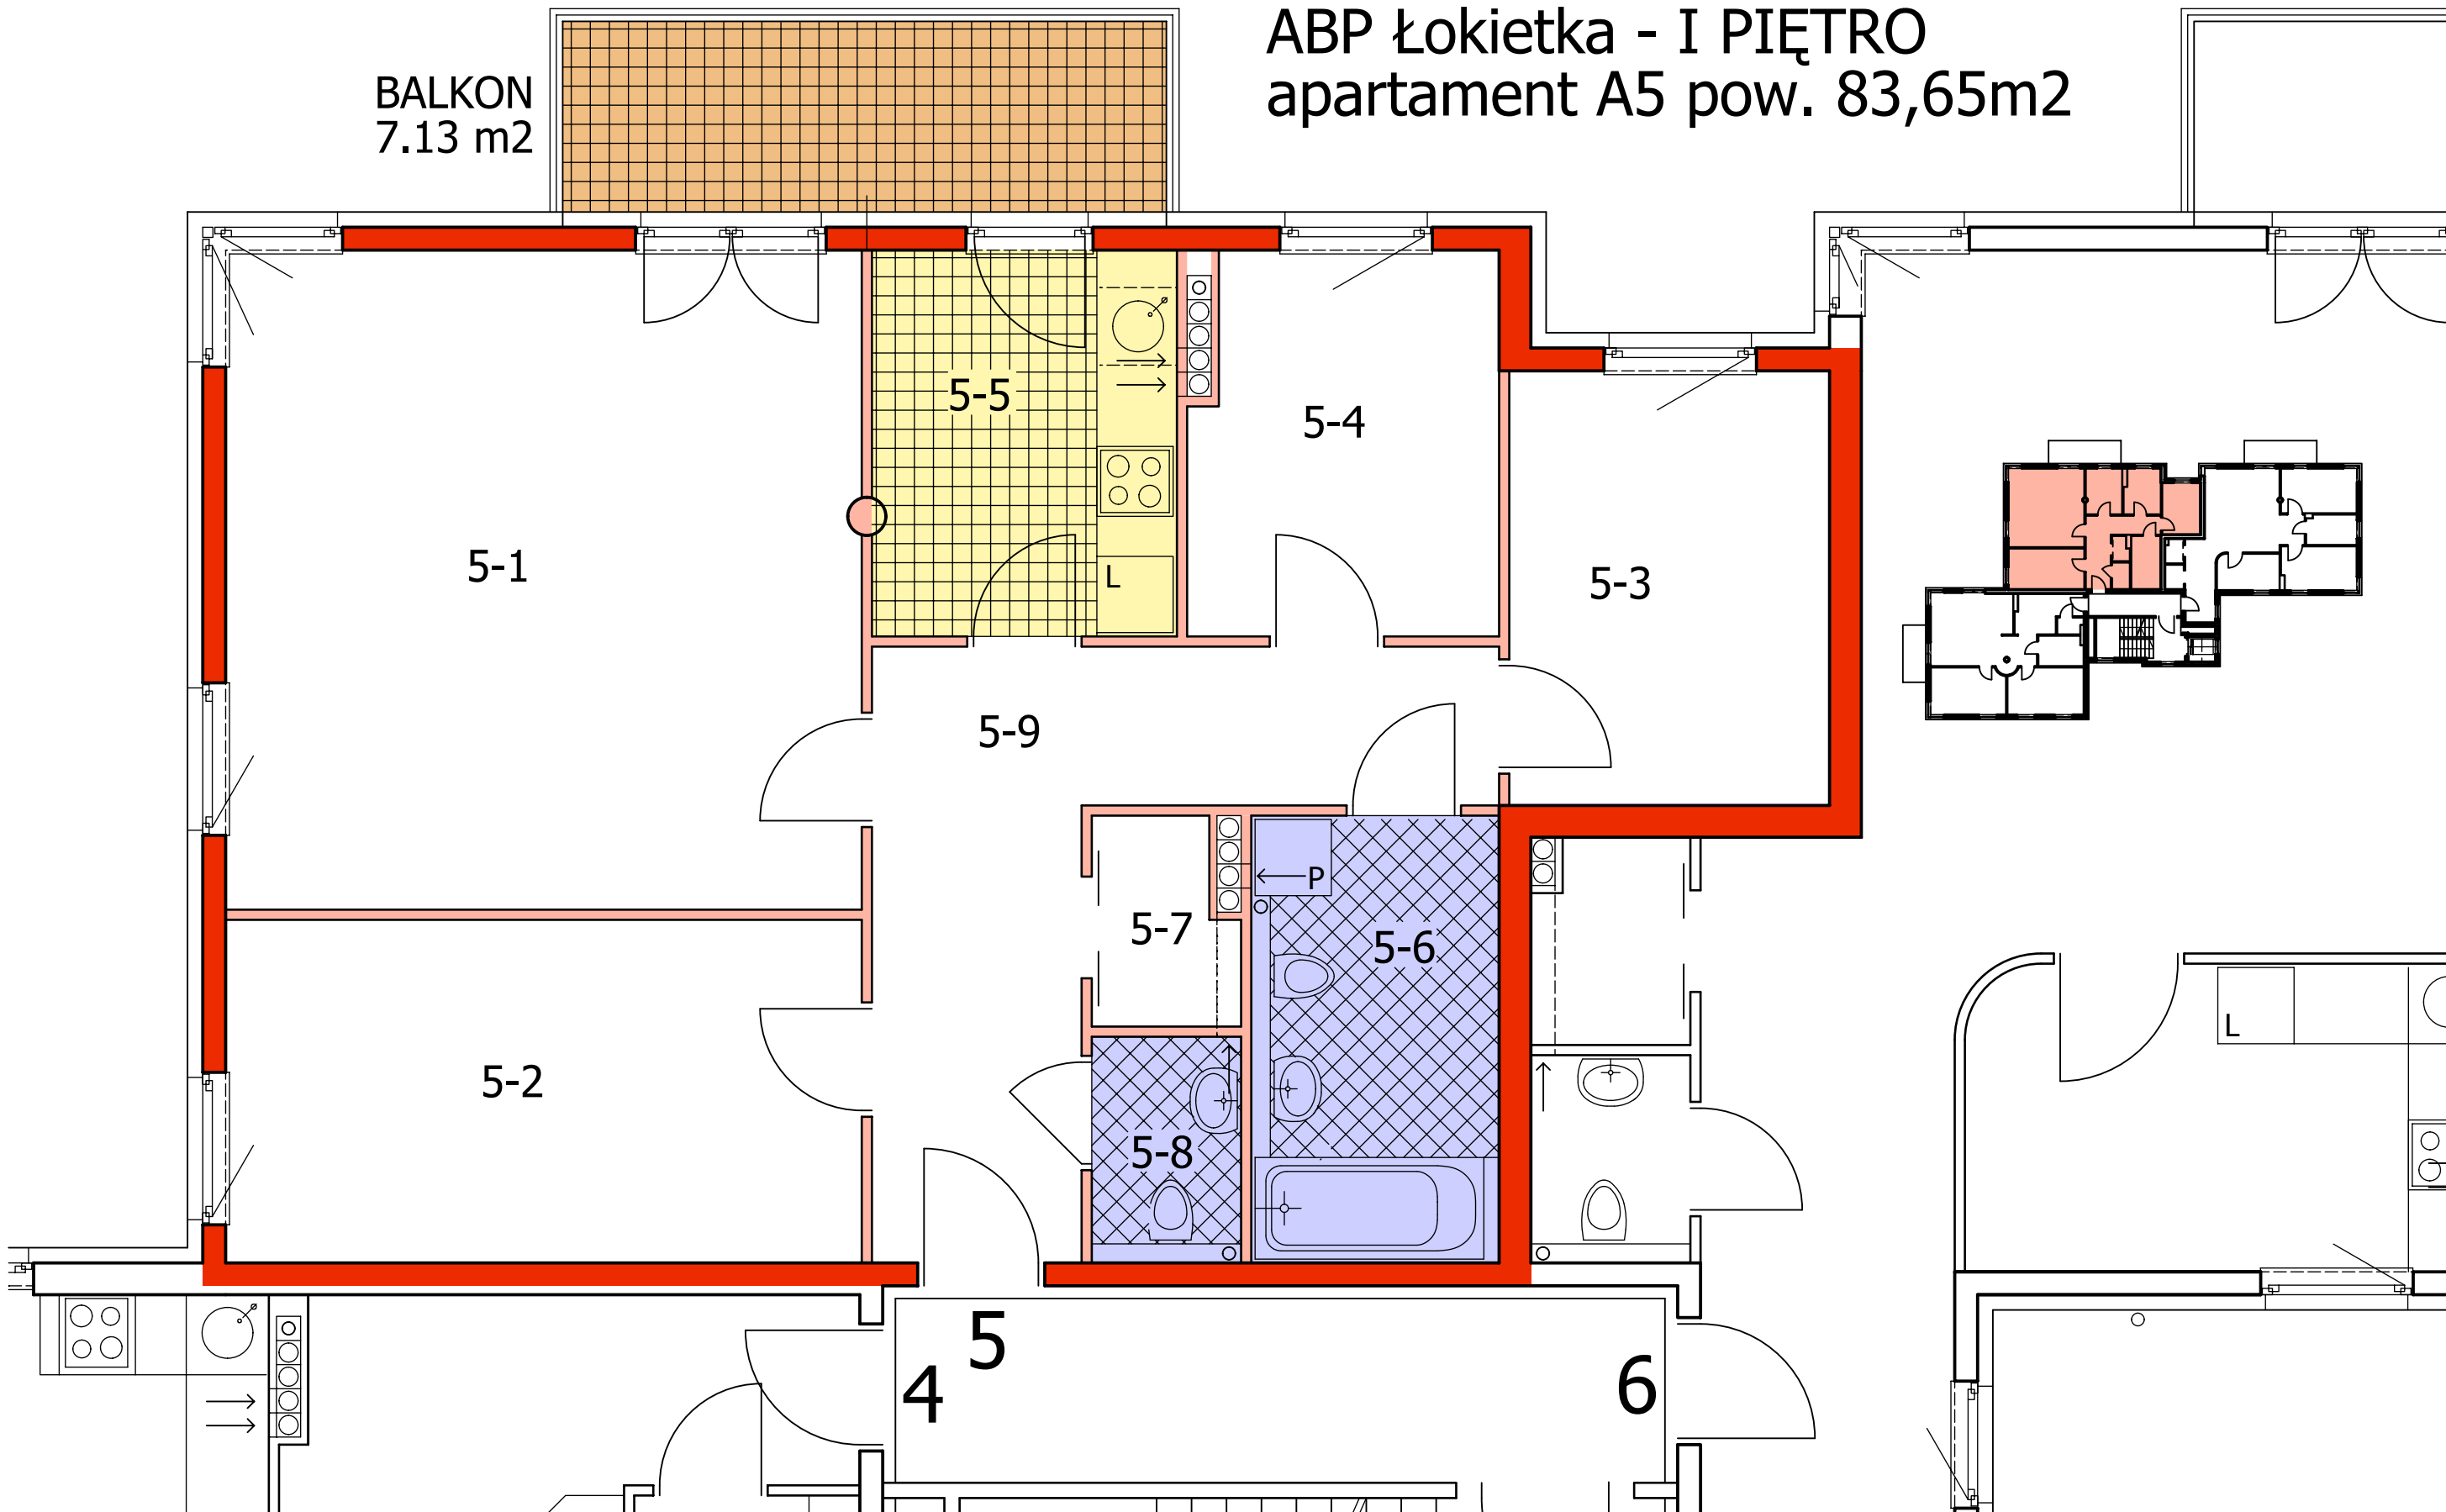 ABP Łokietka - I PIĘTRO
apartament A5 pow. 83,65m2
BALKON
7.13 m2
5-5
5-4
5-1
L
5-3
5-9
P
5-7
5-6
L
5-2
5-8
5
4
6